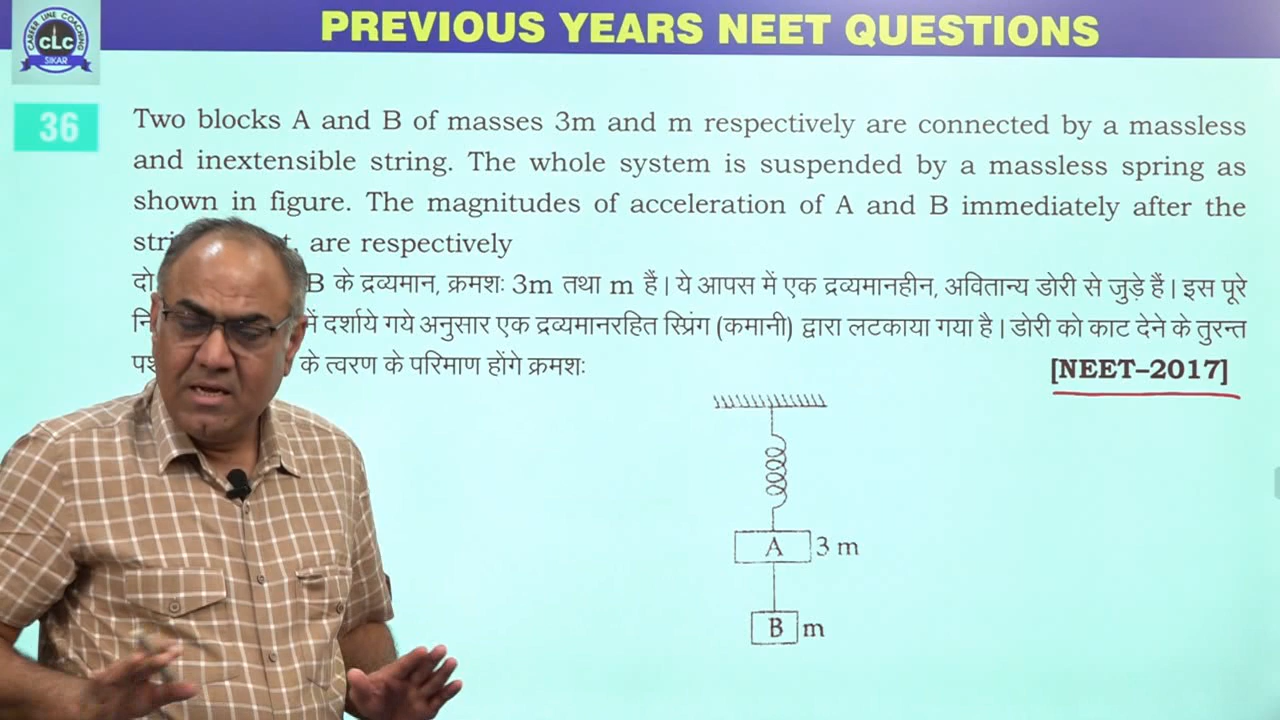 PREVIOUS YEARS NEET QUESTIONS
CAREER LINE COACHING
CLC
SIKAR
36
Two blocks A and B of masses 3m and m respectively are connected by a massless
and inextensible string. The whole system is suspended by a massless spring as
shown in figure. The magnitudes of acceleration of A and B immediately after the
are respectively
दो B के द्रव्यमान, क्रमशः 3m तथा m हैं। ये आपस में एक द्रव्यमानहीन, अवितान्य डोरी से जुड़े हैं। इस पूरे
में दर्शाये गये अनुसार एक द्रव्यमानरहित स्प्रिंग (कमानी) द्वारा लटकाया गया है। डोरी को काट देने के तुरन्त
के त्वरण के परिमाण होंगे क्रमशः
[NEET–2017]
A 3 m
B m